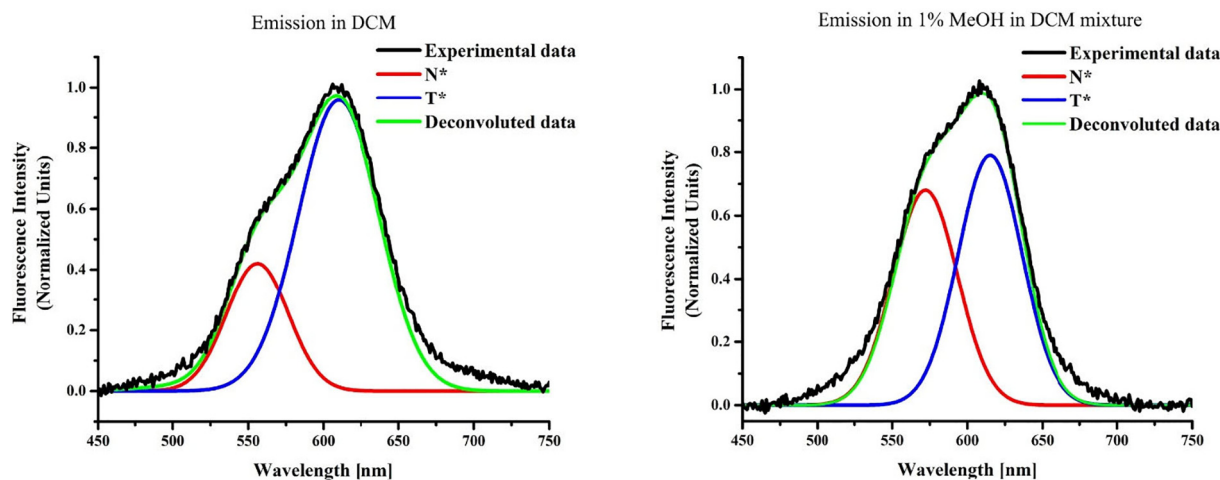 Emission in DCM
Experimental data
N*
T*
Deconvoluted data
Fluorescence Intensity
(Normalized Units)
1.0
0.8
0.6
0.4
0.2
0.0
450 500 550 600 650 700 750
Wavelength [nm]
Emission in 1% MeOH in DCM mixture
Experimental data
N*
T*
Deconvoluted data
Fluorescence Intensity
(Normalized Units)
1.0
0.8
0.6
0.4
0.2
0.0
450 500 550 600 650 700 750
Wavelength [nm]